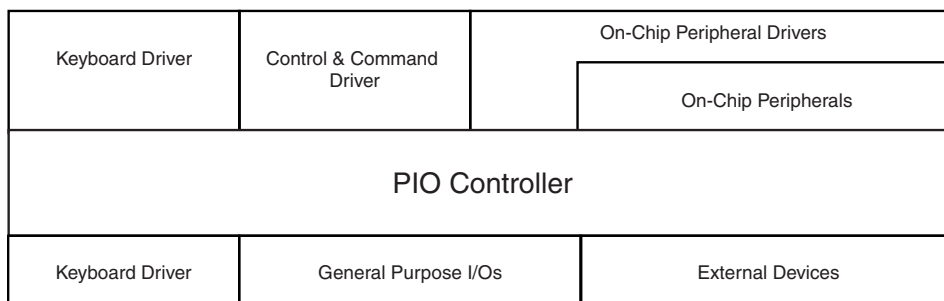 Keyboard Driver
Control & Command
Driver
On-Chip Peripheral Drivers
On-Chip Peripherals
PIO Controller
Keyboard Driver
General Purpose I/Os
External Devices